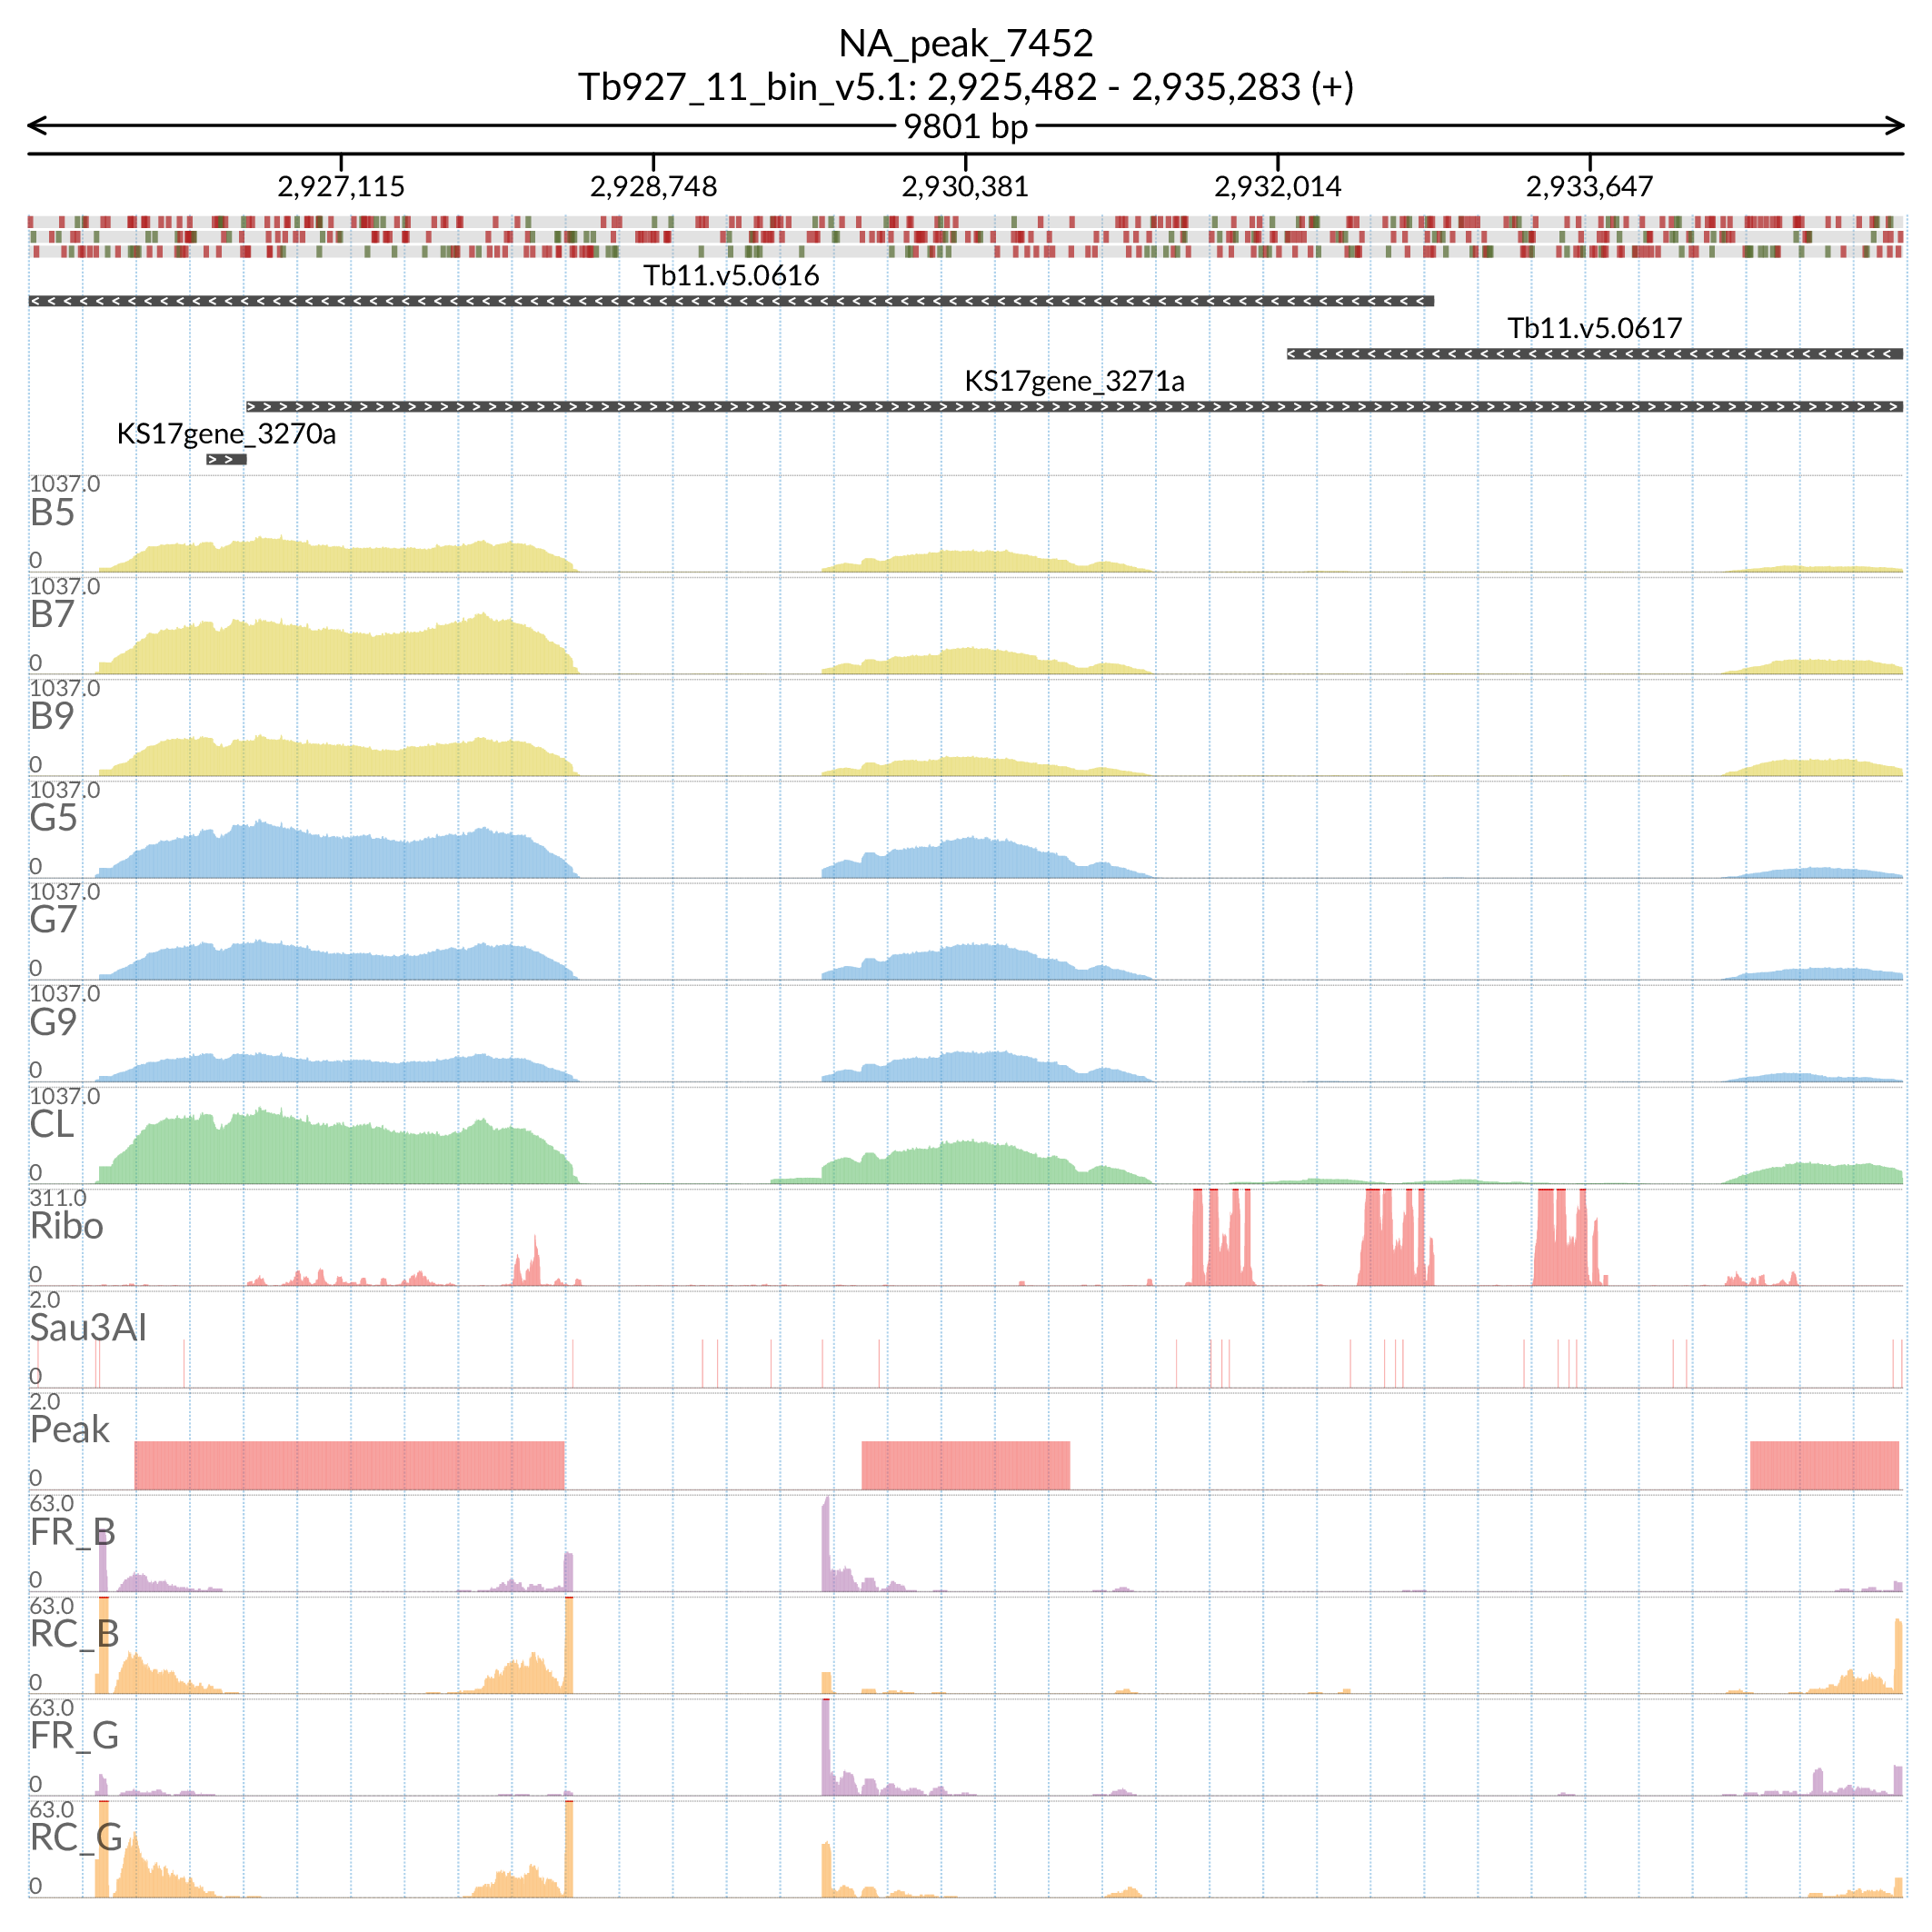 NA_peak_7452
Tb927_11_bin_v5.1: 2,925,482 - 2,935,283 (+)
9801 bp
2,927,115 2,928,748 2,930,381 2,932,014 2,933,647
Tb11.v5.0616
Tb11.v5.0617
KS17gene_3271a
KS17gene_3270a
1037.0
B5
0
1037.0
B7
0
1037.0
B9
0
1037.0
G5
0
1037.0
G7
0
1037.0
G9
0
1037.0
CL
0
311.0
Ribo
0
2.0
Sau3AI
0
2.0
Peak
0
63.0
FR_B
0
63.0
RC_B
0
63.0
FR_G
0
63.0
RC_G
0